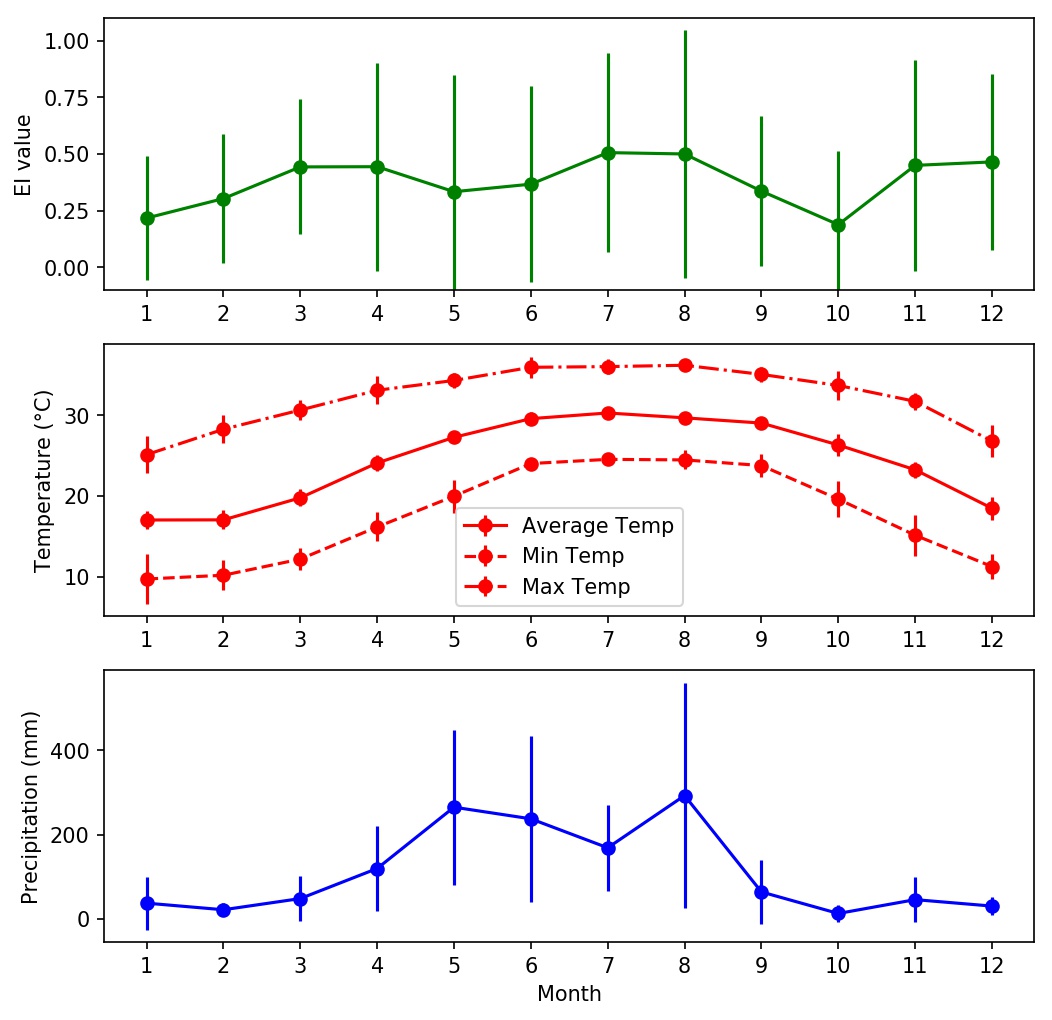 EI value
1.00
0.75
0.50
0.25
0.00
1 2 3 4 5 6 7 8 9 10 11 12
Temperature (°C)
30
20
10
Average Temp
Min Temp
Max Temp
1 2 3 4 5 6 7 8 9 10 11 12
Precipitation (mm)
400
200
0
1 2 3 4 5 6 7 8 9 10 11 12
Month